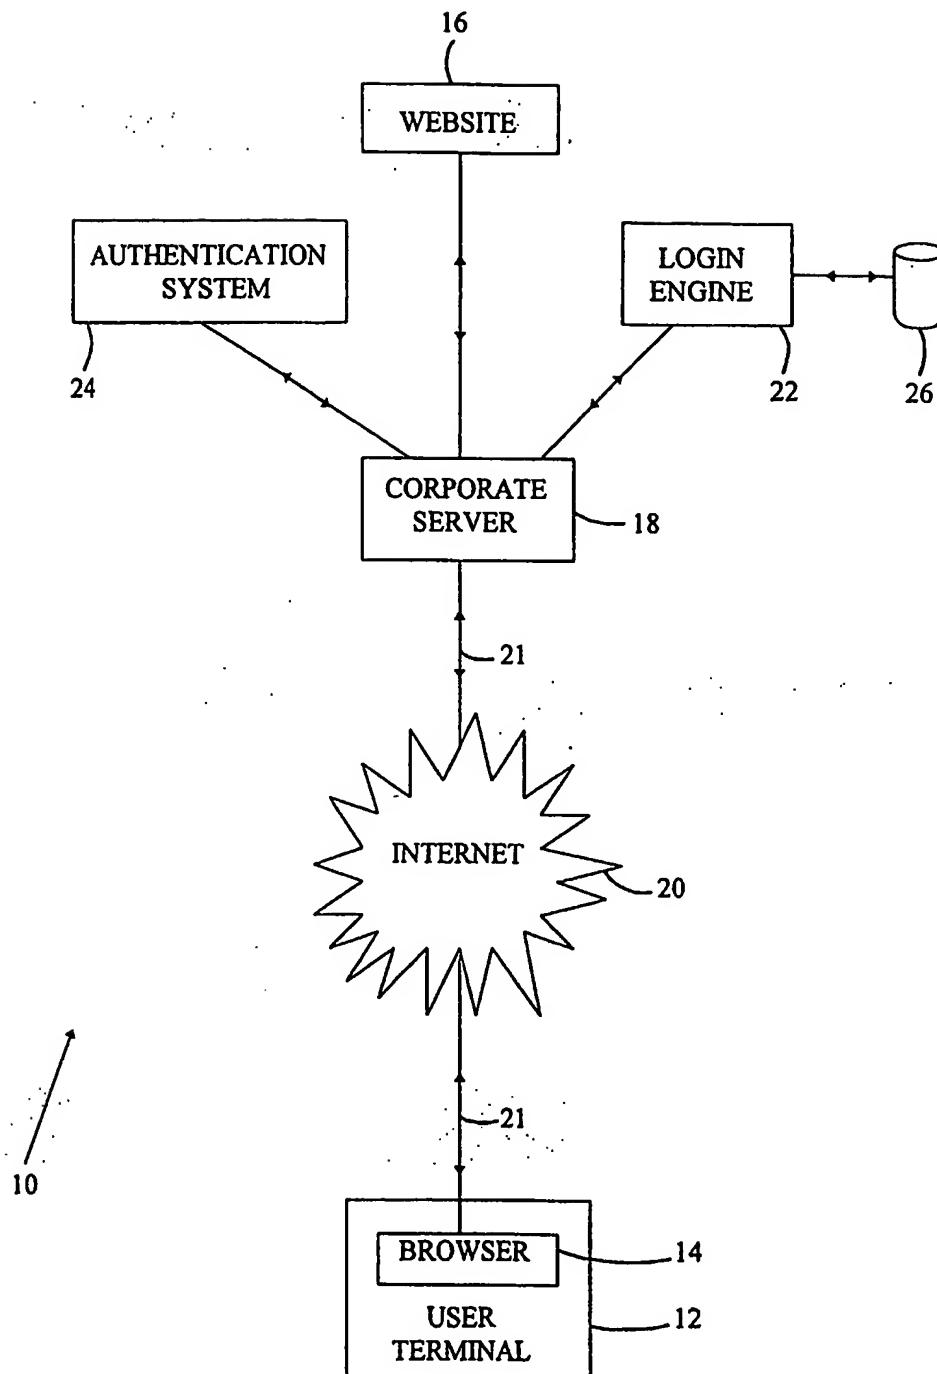 16
WEBSITE
AUTHENTICATION
SYSTEM
24
LOGIN
ENGINE
22
26
CORPORATE
SERVER
18
21
INTERNET
20
21
10
BROWSER
14
USER
TERMINAL
12